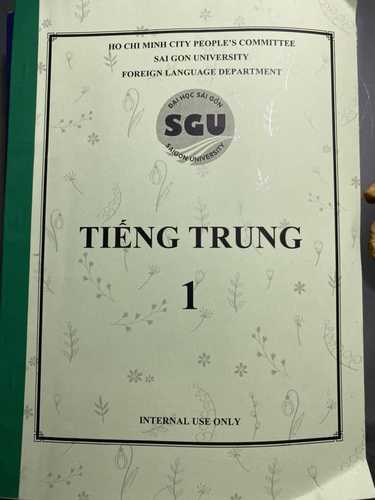 HO CHI MINH CITY PEOPLE'S COMMITTEE
SAI GON UNIVERSITY
FOREIGN LANGUAGE DEPARTMENT
ĐẠI HỌC SÀI GÒN
SGU
SAIGON UNIVERSITY
TIẾNG TRUNG
1
INTERNAL USE ONLY